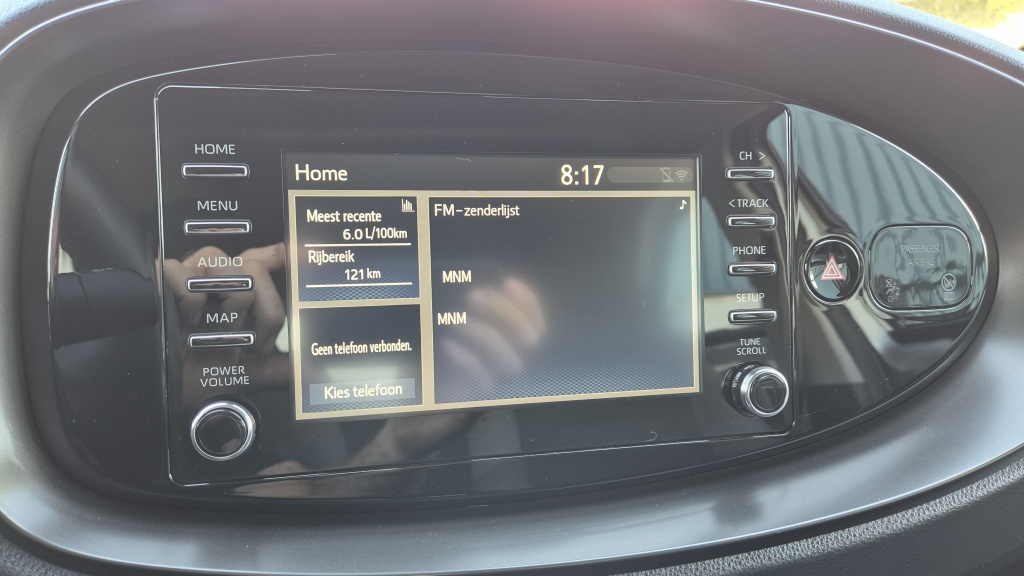 HOME
MENU
AUDIO
MAP
POWER
VOLUME
Home
8:17
Meest recente
6.0 L/100km
Rijbereik
121 km
Geen telefoon verbonden.
Kies telefoon
FM-zenderlijst
MNM
MNM
CH >
< TRACK
PHONE
SETUP
TUNE
SCROLL
PASSENGER
AIRBAG